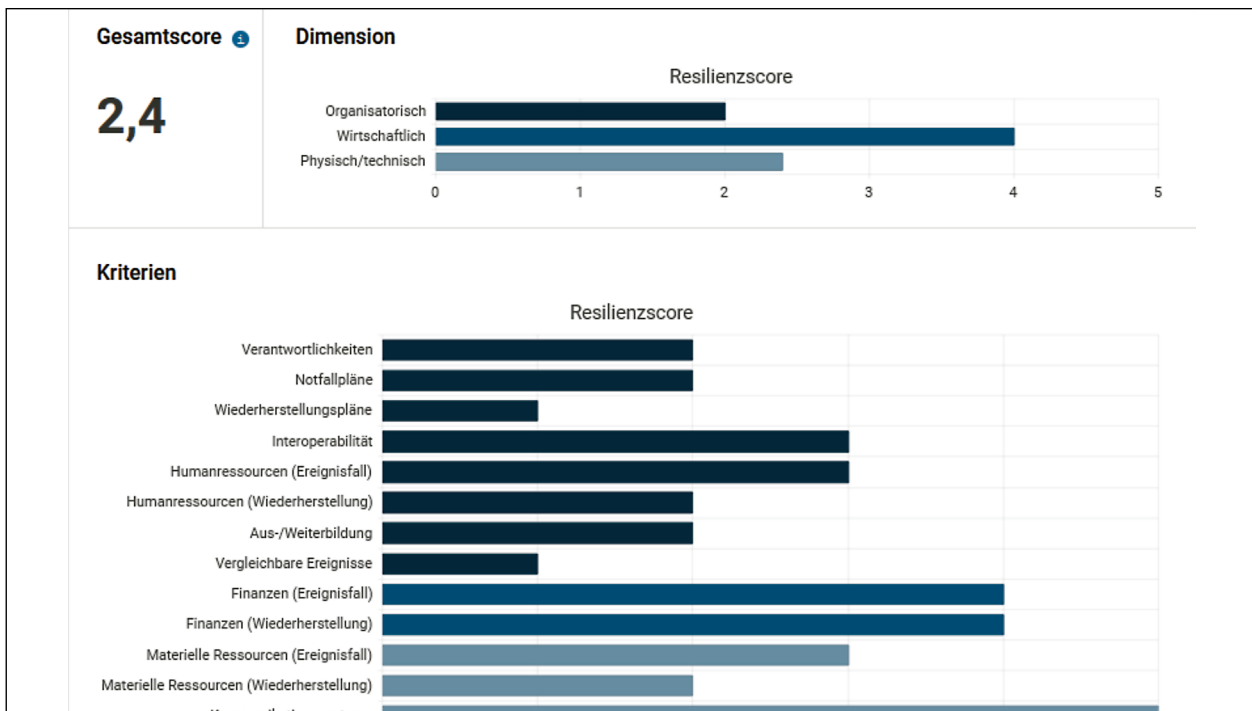 Gesamtscore i
Dimension
2,4
Resilienzscore
Organisatorisch
Wirtschaftlich
Physisch/technisch
0 1 2 3 4 5
Kriterien
Resilienzscore
Verantwortlichkeiten
Notfallpläne
Wiederherstellungspläne
Interoperabilität
Humanressourcen (Ereignisfall)
Humanressourcen (Wiederherstellung)
Aus-/Weiterbildung
Vergleichbare Ereignisse
Finanzen (Ereignisfall)
Finanzen (Wiederherstellung)
Materielle Ressourcen (Ereignisfall)
Materielle Ressourcen (Wiederherstellung)